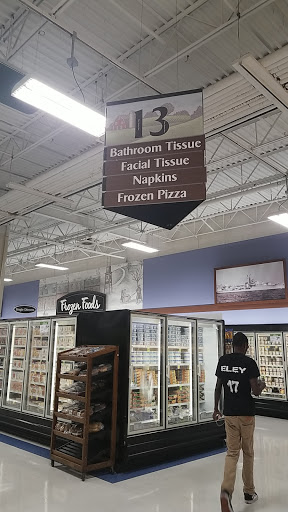 13
Bathroom Tissue
Facial Tissue
Napkins
Frozen Pizza
Frozen Foods
ELEY
17